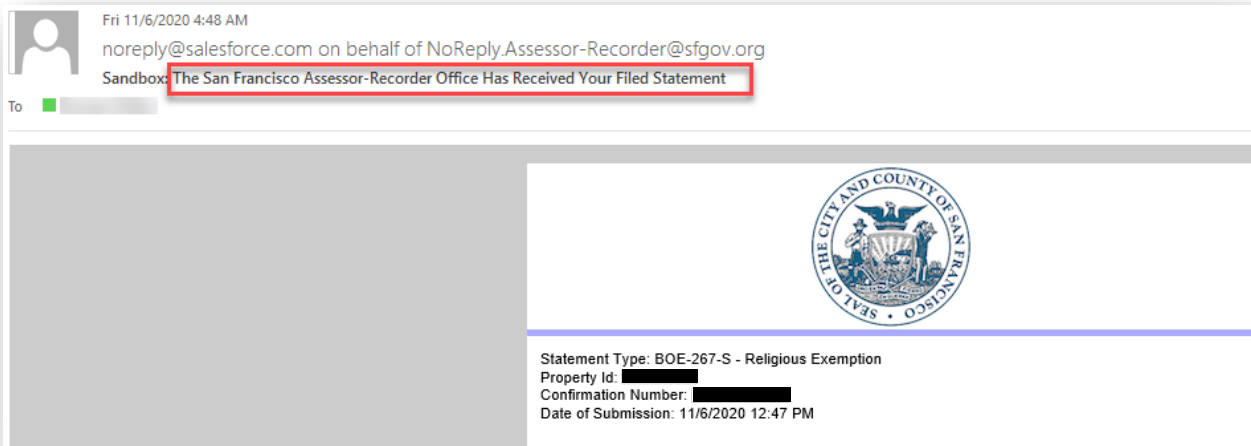 Fri 11/6/2020 4:48 AM
noreply@salesforce.com on behalf of NoReply.Assessor-Recorder@sfgov.org
Sandbox: The San Francisco Assessor-Recorder Office Has Received Your Filed Statement
To
SEAL OF THE CITY AND COUNTY OF SAN FRANCISCO
Statement Type: BOE-267-S - Religious Exemption
Property Id:
Confirmation Number:
Date of Submission: 11/6/2020 12:47 PM